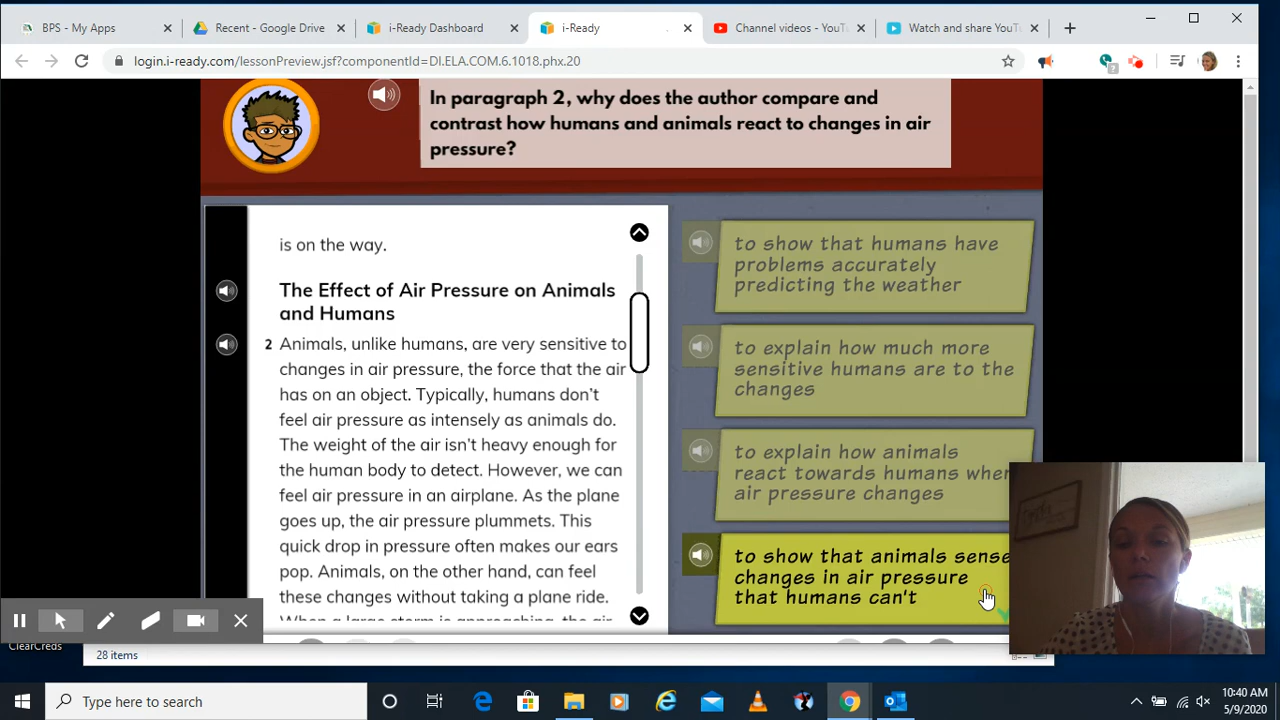 BPS - My Apps
Recent - Google Drive
i-Ready Dashboard
i-Ready
Channel videos - YouTu
Watch and share YouTu
login.i-ready.com/lessonPreview.jsf?componentId=DI.ELA.COM.6.1018.phx.20
In paragraph 2, why does the author compare and
contrast how humans and animals react to changes in air
pressure?
is on the way.
The Effect of Air Pressure on Animals
and Humans
2 Animals, unlike humans, are very sensitive to
changes in air pressure, the force that the air
has on an object. Typically, humans don't
feel air pressure as intensely as animals do.
The weight of the air isn't heavy enough for
the human body to detect. However, we can
feel air pressure in an airplane. As the plane
goes up, the air pressure plummets. This
quick drop in pressure often makes our ears
pop. Animals, on the other hand, can feel
these changes without taking a plane ride.
When a large storm is approaching, the air
to show that humans have
problems accurately
predicting the weather
to explain how much more
sensitive humans are to the
changes
to explain how animals
react towards humans when
air pressure changes
to show that animals sense
changes in air pressure
that humans can't
ClearCreds
28 items
Type here to search
10:40 AM
5/9/2020